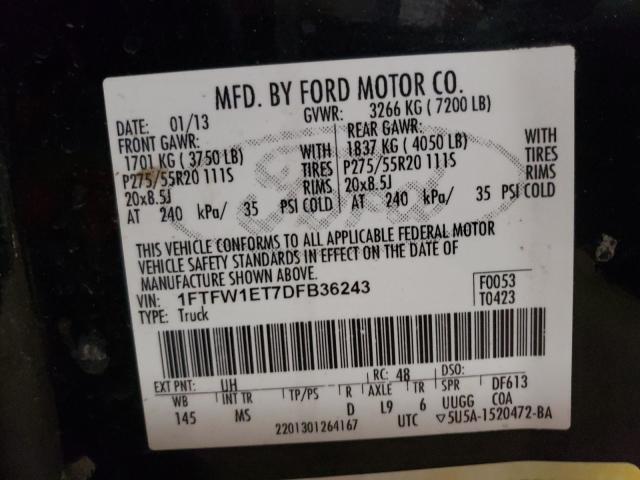 MFD. BY FORD MOTOR CO.
DATE: 01/13 GVWR: 3266 KG ( 7200 LB)
FRONT GAWR: REAR GAWR:
1701 KG ( 3750 LB) WITH 1837 KG ( 4050 LB) WITH
P275/55R20 111S TIRES P275/55R20 111S TIRES
20x8.5J RIMS 20x8.5J RIMS
AT 240 kPa/ 35 PSI COLD AT 240 kPa/ 35 PSI COLD
Ford
THIS VEHICLE CONFORMS TO ALL APPLICABLE FEDERAL MOTOR
VEHICLE SAFETY STANDARDS IN EFFECT ON THE DATE OF
MANUFACTURE SHOWN ABOVE.
VIN: 1FTFW1ET7DFB36243 F0053
TYPE: Truck T0423
EXT PNT: UH RC: 48 DSO:
WB INT TR TP/PS R AXLE TR SPR DF613
145 MS D L9 6 UUGG COA
2201301264167 UTC ▽5U5A-1520472-BA